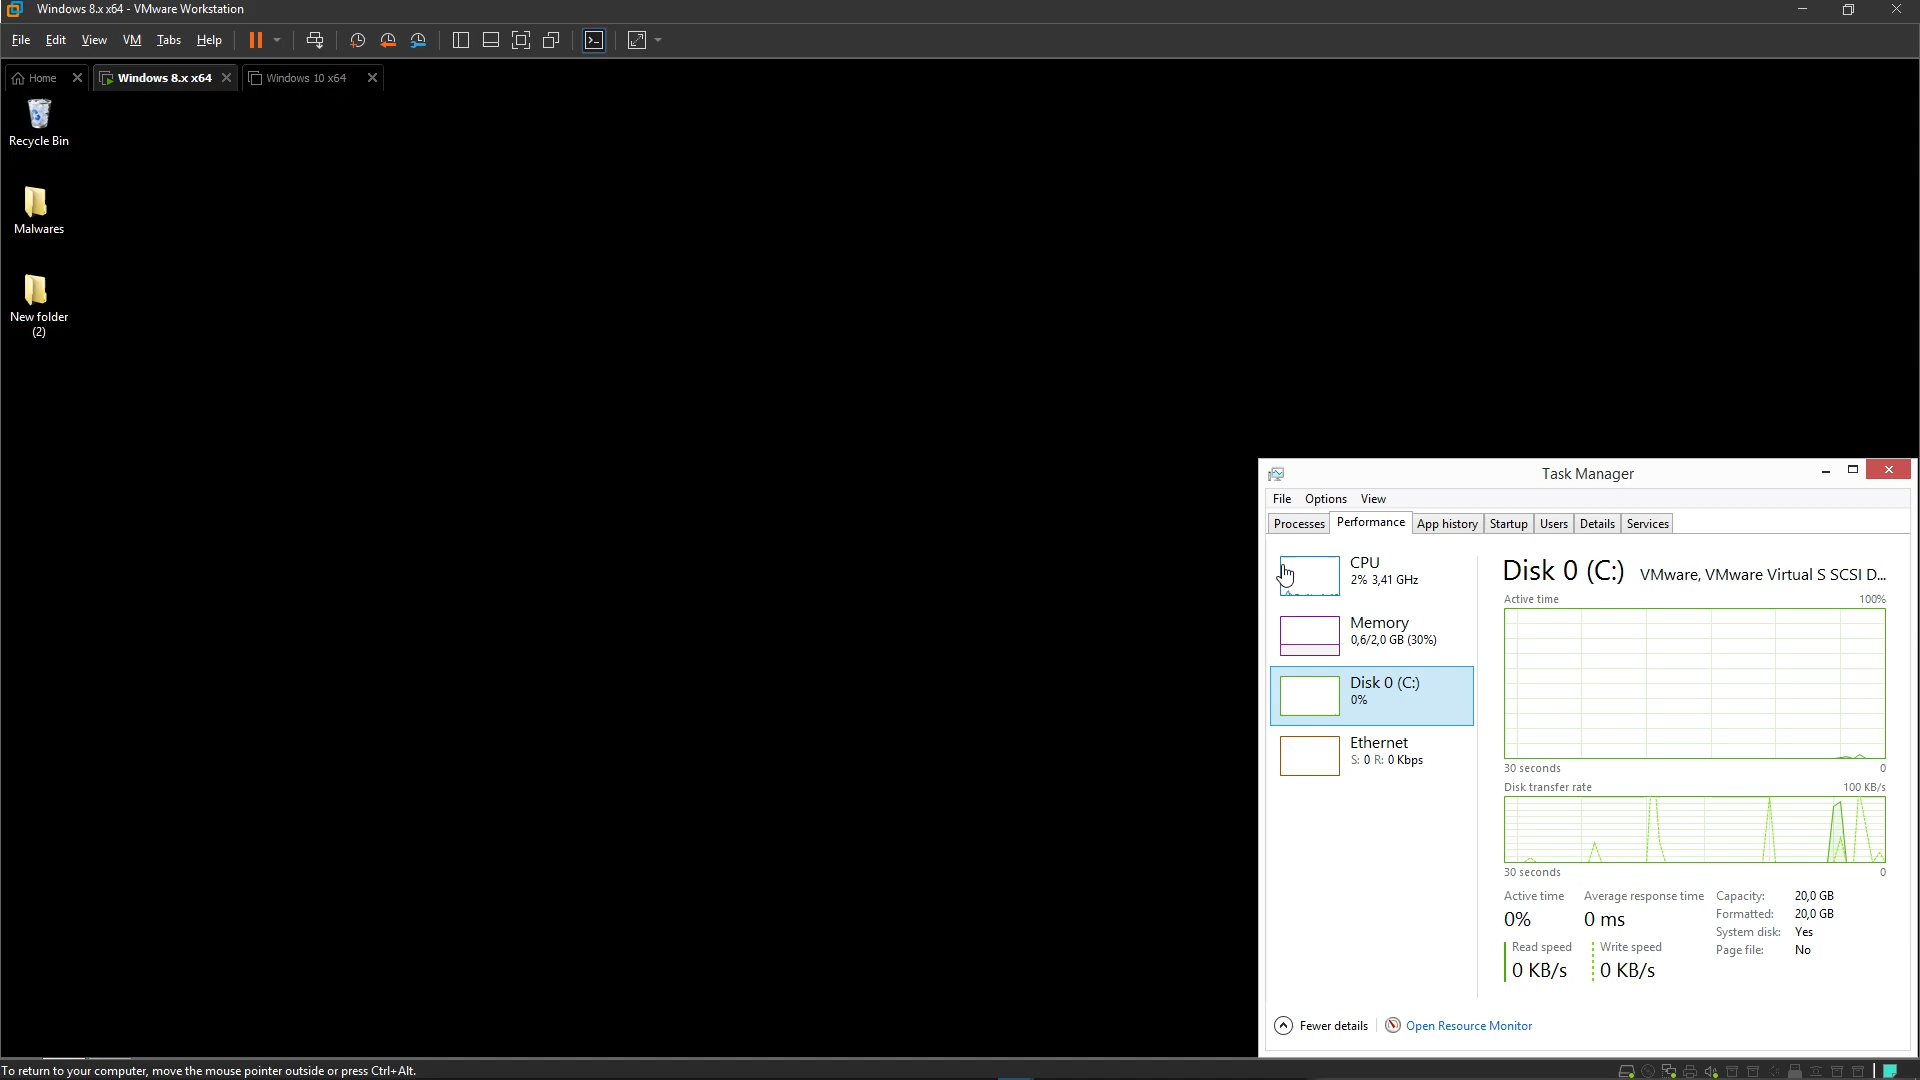 Windows 8.x x64 - VMware Workstation
File Edit View VM Tabs Help
Home Windows 8.x x64 Windows 10 x64
Recycle Bin
Malwares
New folder
(2)
Task Manager
File Options View
Processes Performance App history Startup Users Details Services
CPU
2% 3,41 GHz
Memory
0,6/2,0 GB (30%)
Disk 0 (C:)
0%
Ethernet
S: 0 R: 0 Kbps
Disk 0 (C:) VMware, VMware Virtual S SCSI D...
Active time 100%
30 seconds 0
Disk transfer rate 100 KB/s
30 seconds 0
Active time Average response time
0% 0 ms
Read speed Write speed
0 KB/s 0 KB/s
Capacity: 20,0 GB
Formatted: 20,0 GB
System disk: Yes
Page file: No
Fewer details Open Resource Monitor
To return to your computer, move the mouse pointer outside or press Ctrl+Alt.